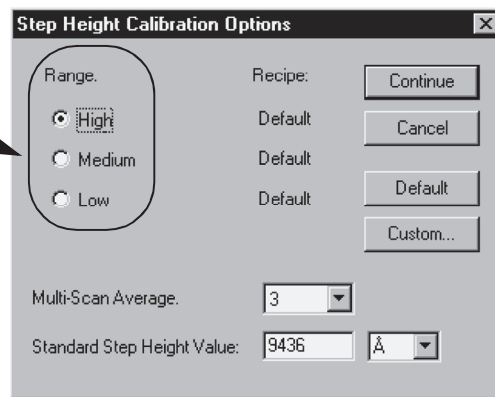 Step Height Calibration Options
Range. Recipe: Continue
High Default Cancel
Medium Default
Low Default Default
Custom...
Multi-Scan Average. 3
Standard Step Height Value: 9436 Å